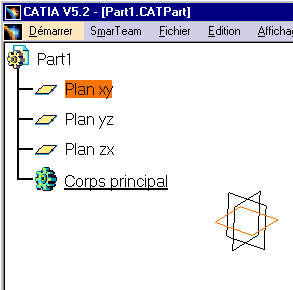 CATIA V5.2 - [Part1.CATPart]
Démarrer SmarTeam Fichier Edition Affichag
Part1
Plan xy
Plan yz
Plan zx
Corps principal